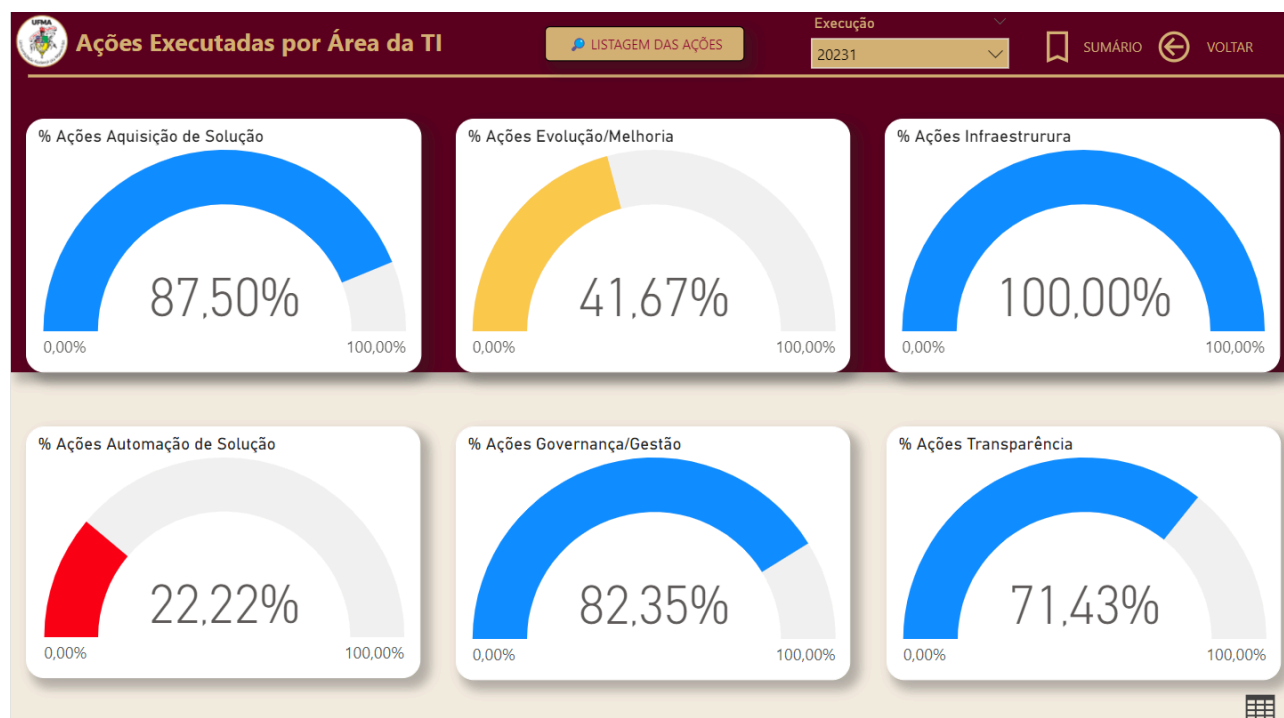 UFMA
Ações Executadas por Área da TI
🔎 LISTAGEM DAS AÇÕES
Execução
20231
SUMÁRIO
VOLTAR
% Ações Aquisição de Solução
87,50%
0,00%
100,00%
% Ações Evolução/Melhoria
41,67%
0,00%
100,00%
% Ações Infraestrurura
100,00%
0,00%
100,00%
% Ações Automação de Solução
22,22%
0,00%
100,00%
% Ações Governança/Gestão
82,35%
0,00%
100,00%
% Ações Transparência
71,43%
0,00%
100,00%